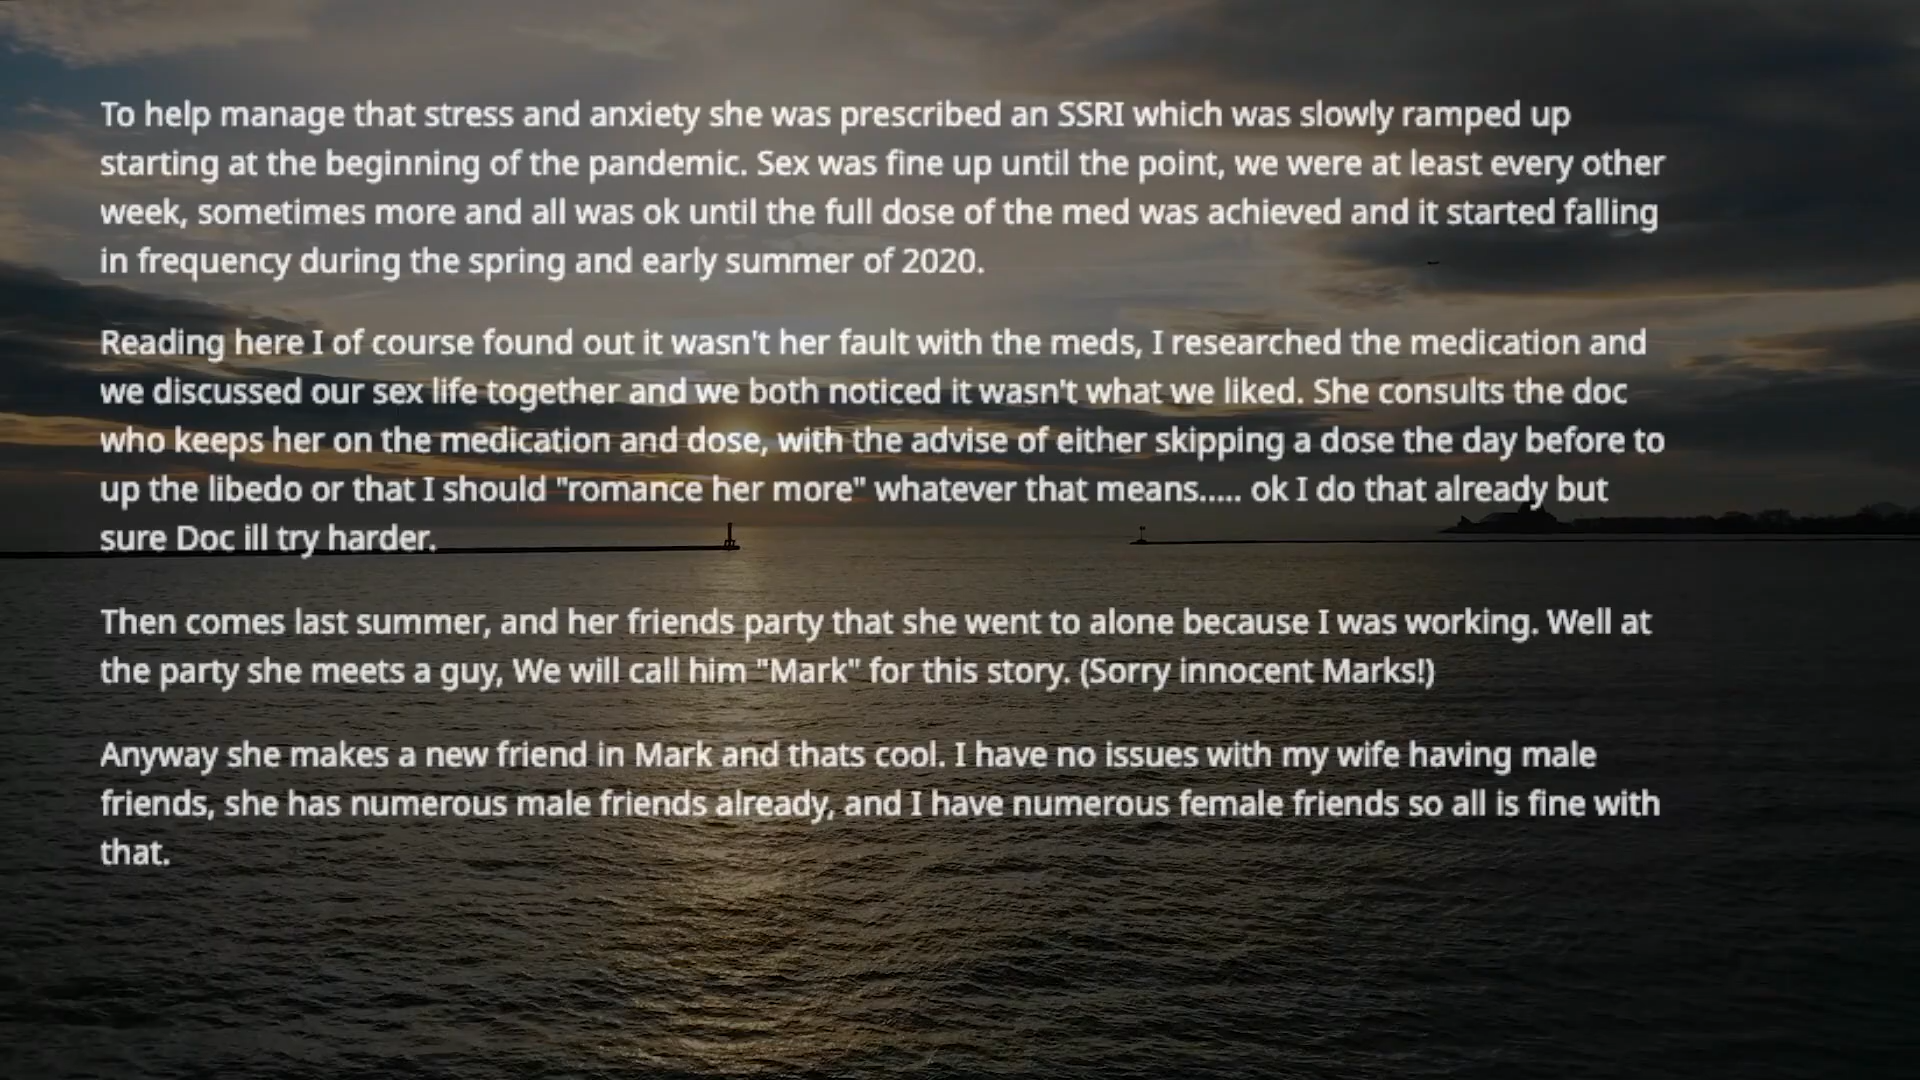 To help manage that stress and anxiety she was prescribed an SSRI which was slowly ramped up
starting at the beginning of the pandemic. Sex was fine up until the point, we were at least every other
week, sometimes more and all was ok until the full dose of the med was achieved and it started falling
in frequency during the spring and early summer of 2020.
Reading here I of course found out it wasn't her fault with the meds, I researched the medication and
we discussed our sex life together and we both noticed it wasn't what we liked. She consults the doc
who keeps her on the medication and dose, with the advise of either skipping a dose the day before to
up the libedo or that I should "romance her more" whatever that means..... ok I do that already but
sure Doc ill try harder.
Then comes last summer, and her friends party that she went to alone because I was working. Well at
the party she meets a guy, We will call him "Mark" for this story. (Sorry innocent Marks!)
Anyway she makes a new friend in Mark and thats cool. I have no issues with my wife having male
friends, she has numerous male friends already, and I have numerous female friends so all is fine with
that.